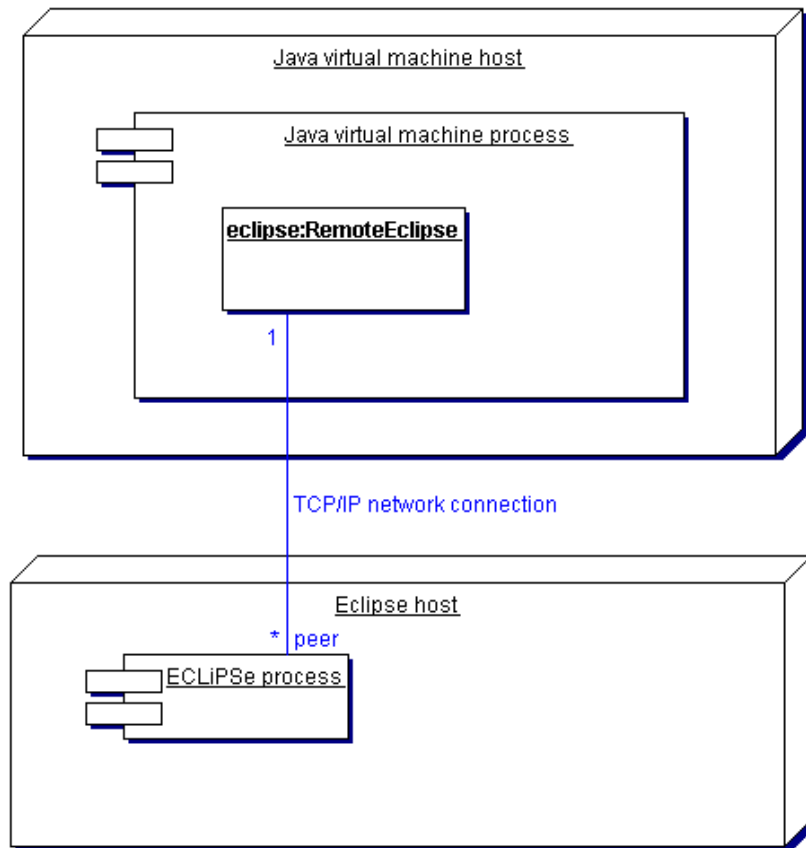 Java virtual machine host
Java virtual machine process
eclipse:RemoteEclipse
1
TCP/IP network connection
Eclipse host
* peer
ECLiPSe process